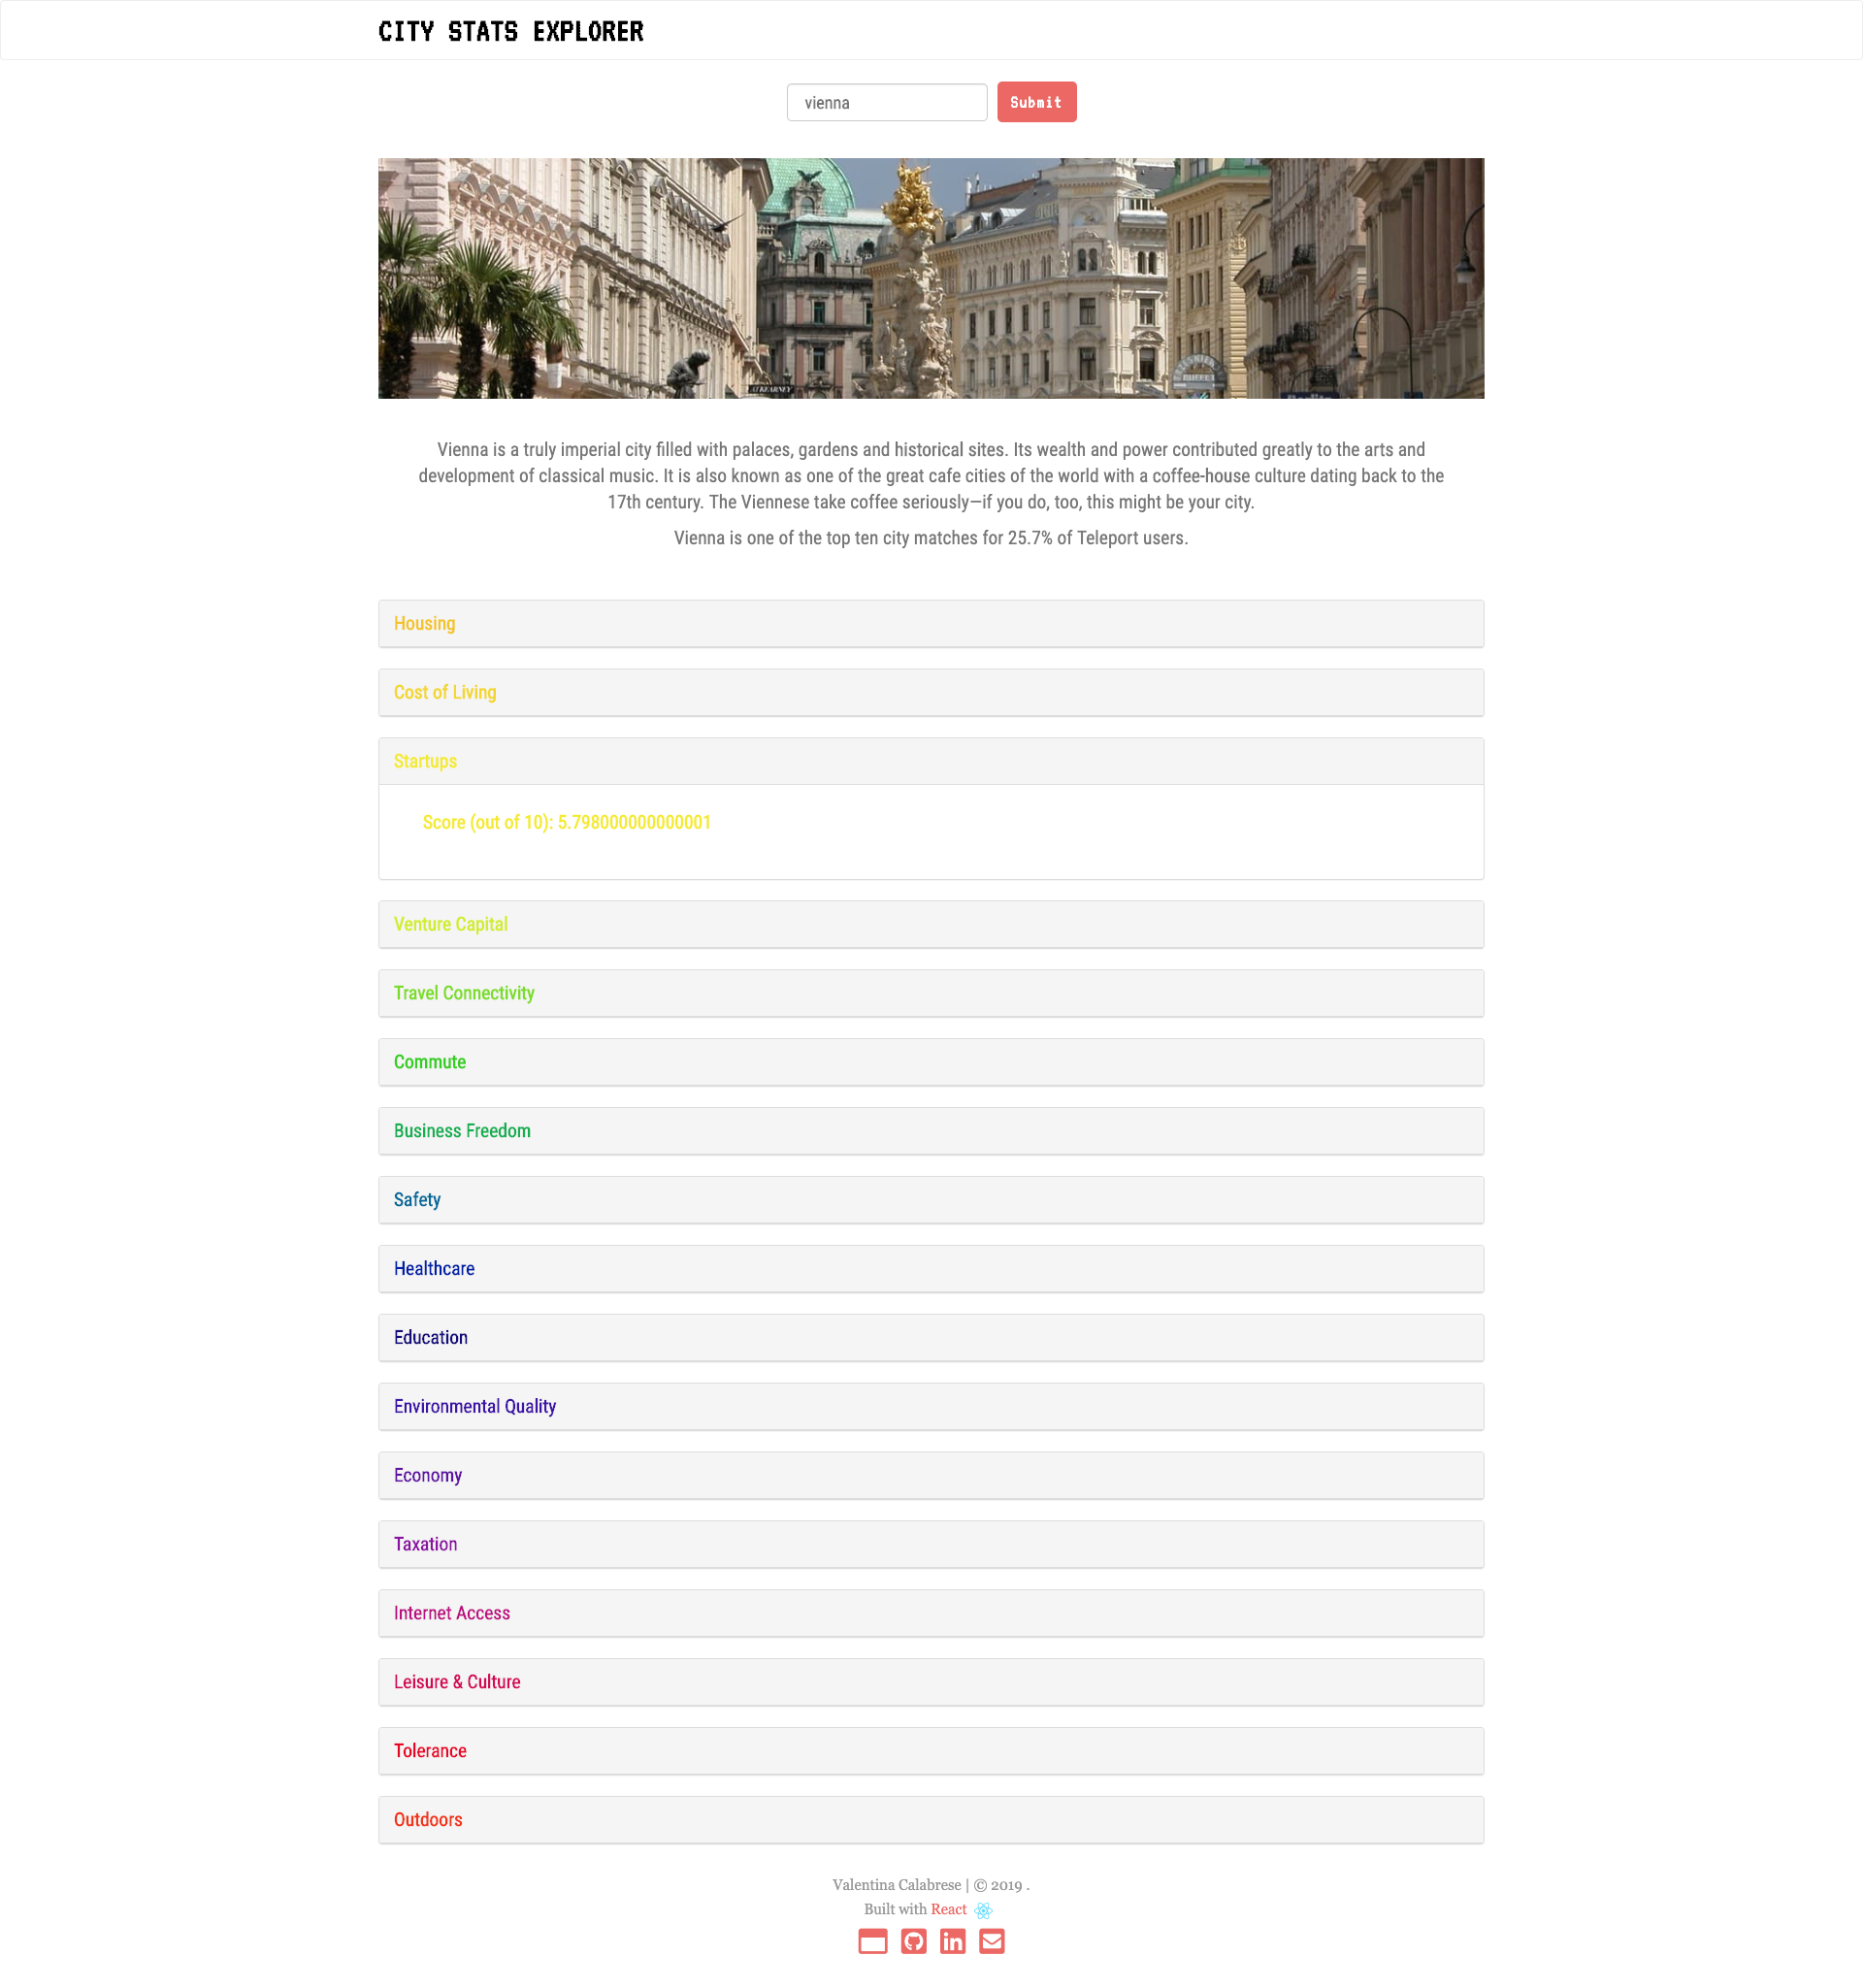 CITY STATS EXPLORER
vienna
Submit
ATKEARNEY
Vienna is a truly imperial city filled with palaces, gardens and historical sites. Its wealth and power contributed greatly to the arts and
development of classical music. It is also known as one of the great cafe cities of the world with a coffee-house culture dating back to the
17th century. The Viennese take coffee seriously—if you do, too, this might be your city.
Vienna is one of the top ten city matches for 25.7% of Teleport users.
Housing
Cost of Living
Startups
Score (out of 10): 5.798000000000001
Venture Capital
Travel Connectivity
Commute
Business Freedom
Safety
Healthcare
Education
Environmental Quality
Economy
Taxation
Internet Access
Leisure & Culture
Tolerance
Outdoors
Valentina Calabrese | © 2019 .
Built with React
in